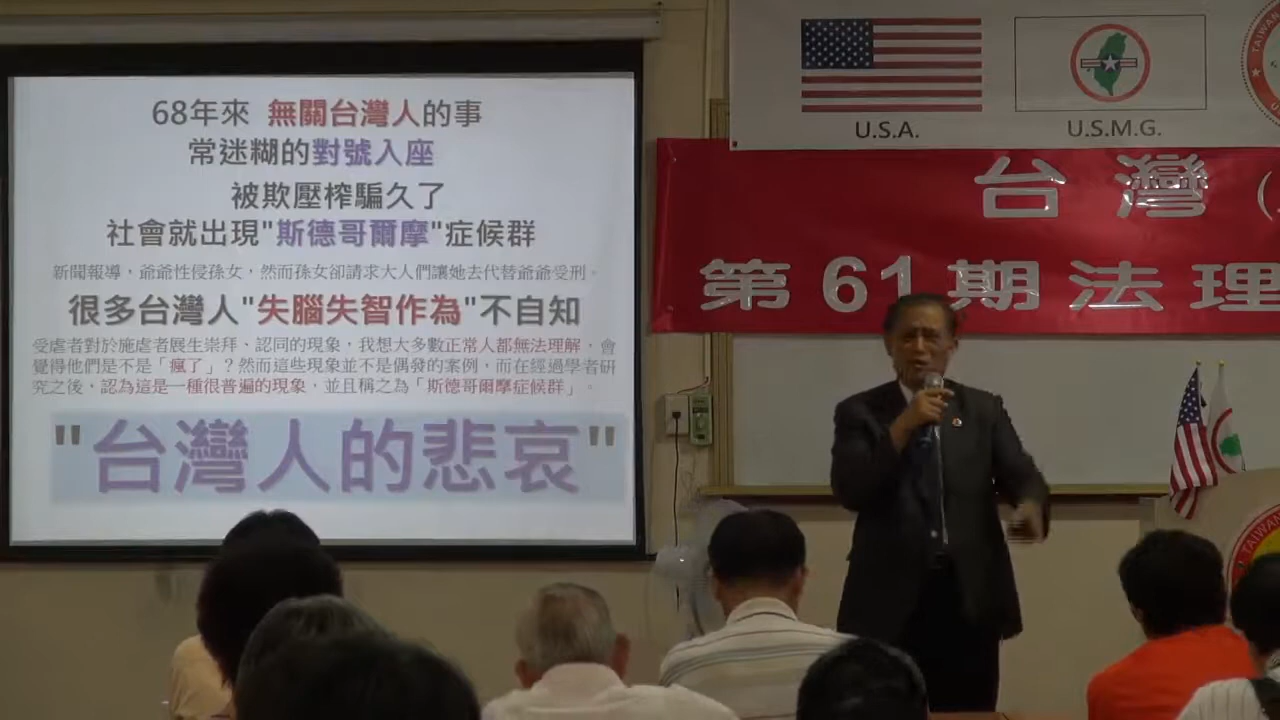 68年來 無關台灣人的事
常迷糊的對號入座
被欺壓榨騙久了
社會就出現"斯德哥爾摩"症候群
新聞報導，爺爺性侵孫女，然而孫女卻請求大人們讓她去代替爺爺受刑。
很多台灣人"失腦失智作為"不自知
受虐者對於施虐者展生崇拜、認同的現象，我想大多數正常人都無法理解，會
覺得他們是不是「瘋了」？然而這些現象並不是偶發的案例，而在經過學者研
究之後，認為這是一種很普遍的現象，並且稱之為「斯德哥爾摩症候群」。
"台灣人的悲哀"
U.S.A.
U.S.M.G.
台灣（
第61期法理
TAIWAN